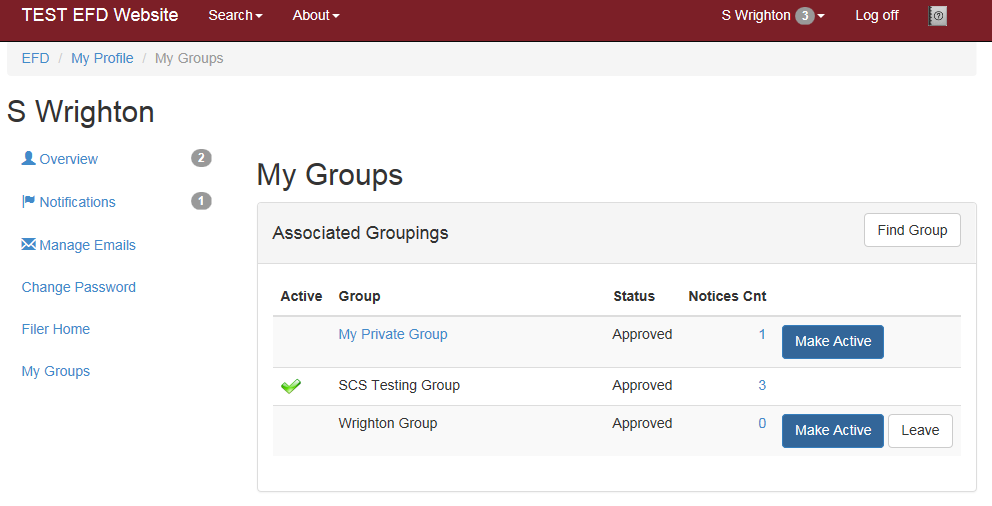 TEST EFD Website Search About S Wrighton 3 Log off
EFD / My Profile / My Groups
S Wrighton
Overview 2
Notifications 1
Manage Emails
Change Password
Filer Home
My Groups
My Groups
Associated Groupings Find Group
Active Group Status Notices Cnt
My Private Group Approved 1 Make Active
SCS Testing Group Approved 3
Wrighton Group Approved 0 Make Active Leave